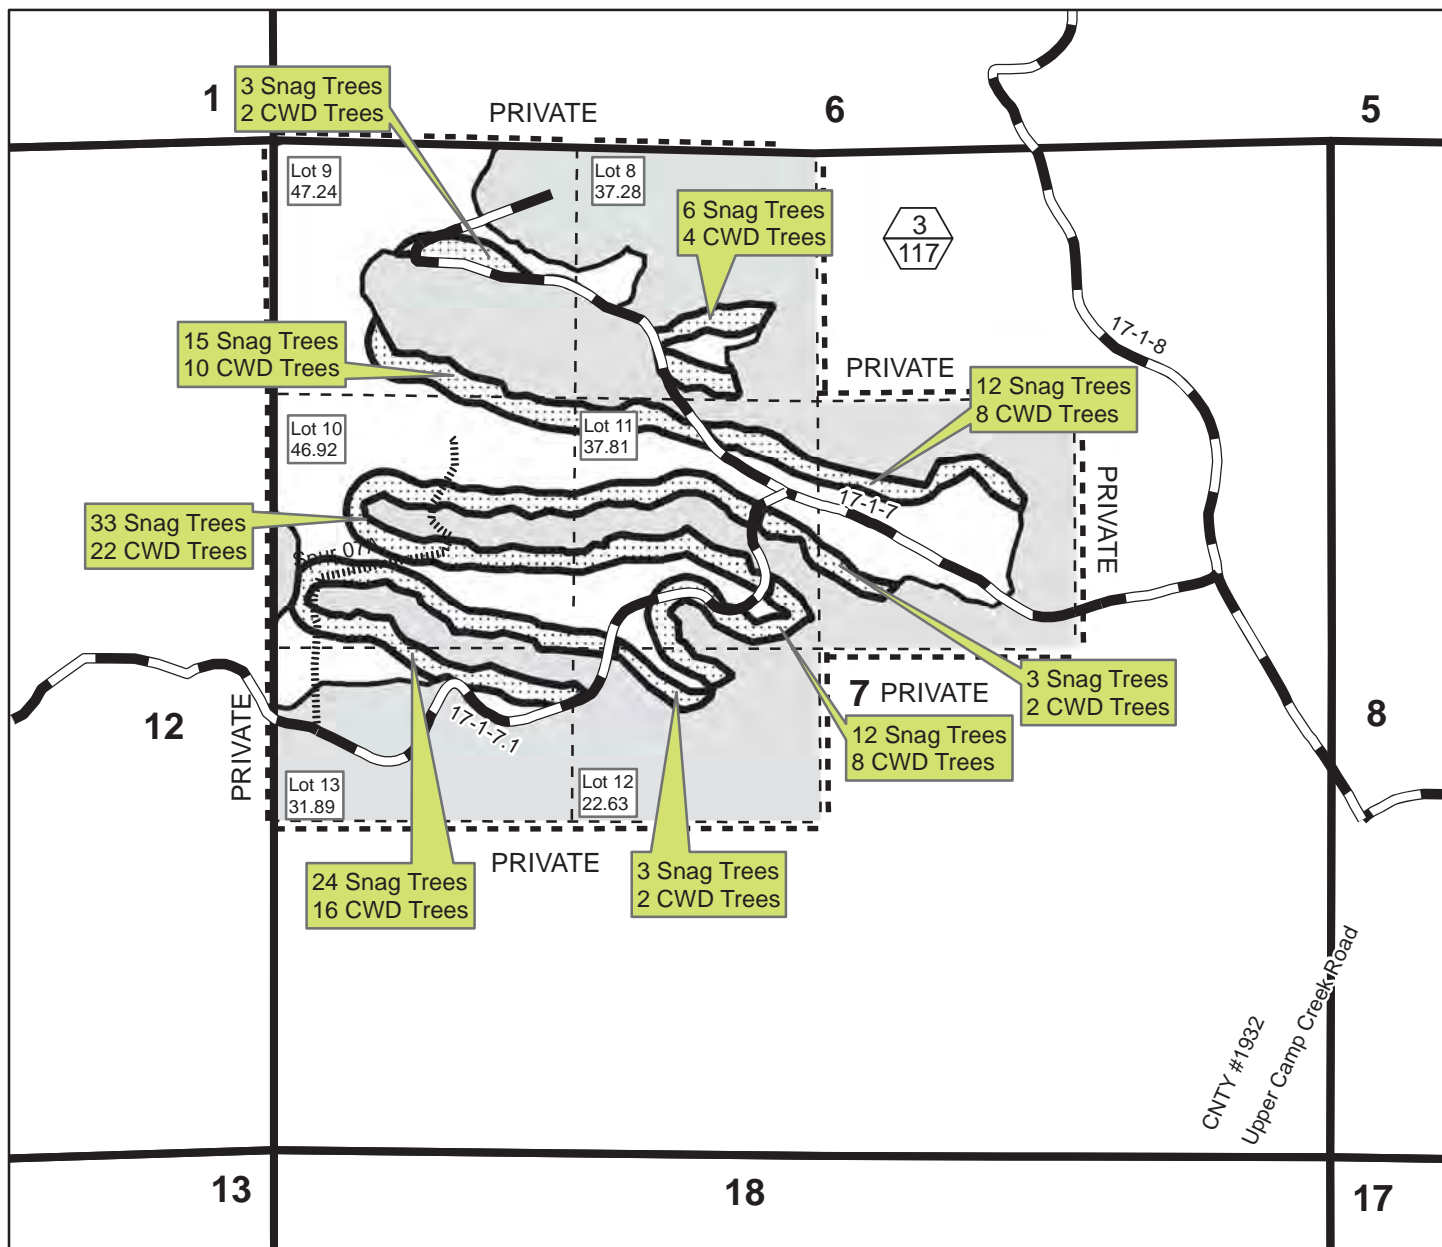 1
3 Snag Trees
2 CWD Trees
PRIVATE
6
5
Lot 9
47.24
Lot 8
37.28
6 Snag Trees
4 CWD Trees
3
117
17-1-8
15 Snag Trees
10 CWD Trees
PRIVATE
12 Snag Trees
8 CWD Trees
Lot 10
46.92
Lot 11
37.81
PRIVATE
17-1-7
33 Snag Trees
22 CWD Trees
Spur 07A
3 Snag Trees
2 CWD Trees
7 PRIVATE
12
PRIVATE
17-1-7.1
12 Snag Trees
8 CWD Trees
8
Lot 13
31.89
Lot 12
22.63
PRIVATE
24 Snag Trees
16 CWD Trees
3 Snag Trees
2 CWD Trees
CNTY #1932
Upper Camp Creek Road
13
18
17